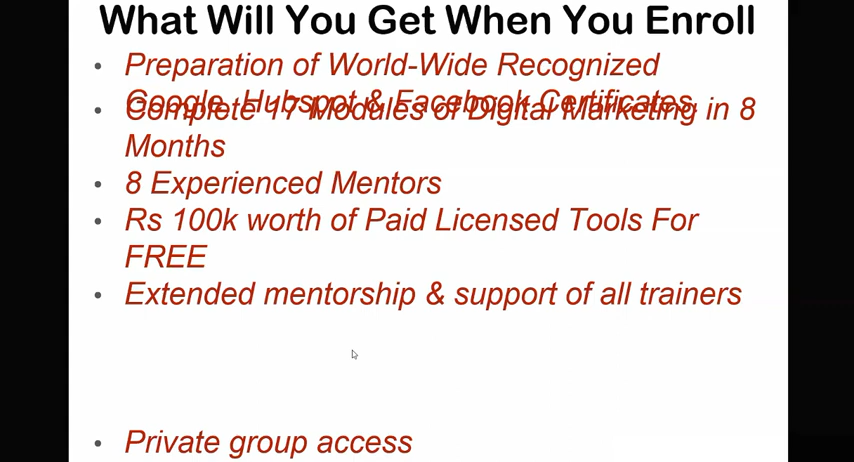 What Will You Get When You Enroll
• Preparation of World-Wide Recognized
Google, Hubspot & Facebook Certificates.
• Complete 17 Modules of Digital Marketing in 8
Months
• 8 Experienced Mentors
• Rs 100k worth of Paid Licensed Tools For
FREE
• Extended mentorship & support of all trainers
• Private group access